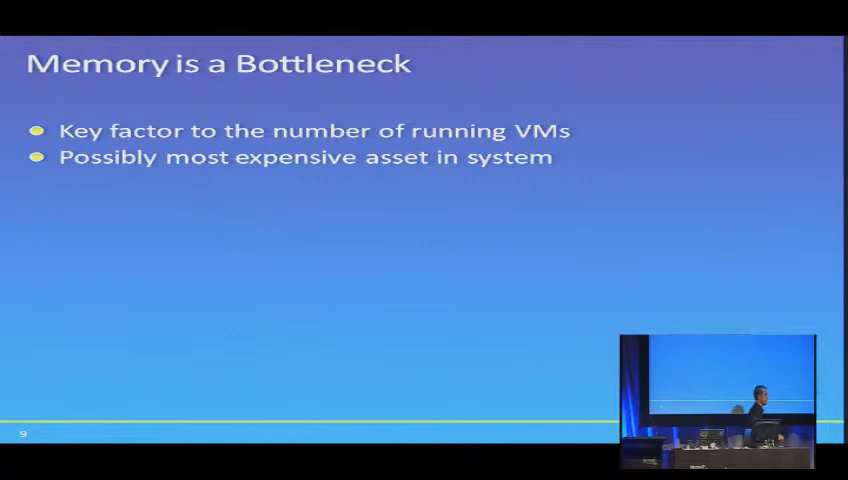 Memory is a Bottleneck
Key factor to the number of running VMs
Possibly most expensive asset in system
9